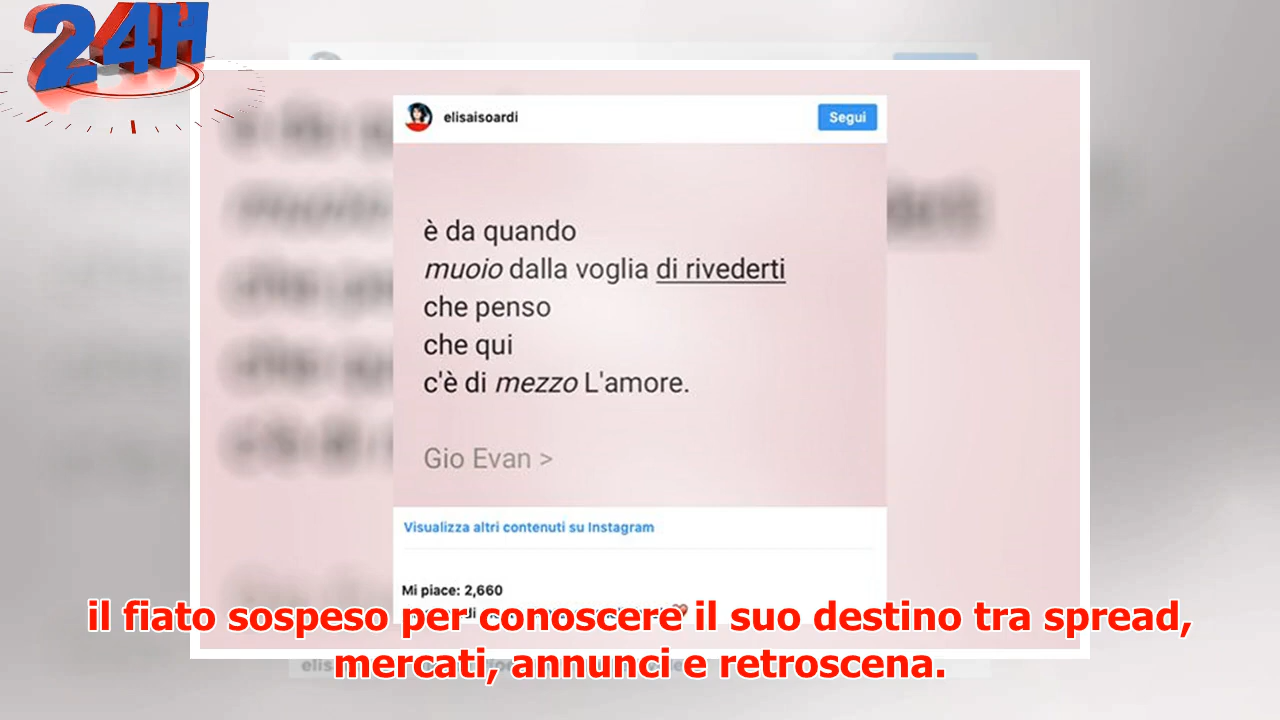 24H
elisaisoardi
Segui
è da quando
muoio dalla voglia di rivederti
che penso
che qui
c'è di mezzo L'amore.
Gio Evan >
Visualizza altri contenuti su Instagram
Mi piace: 2,660
il fiato sospeso per conoscere il suo destino tra spread,
mercati, annunci e retroscena.